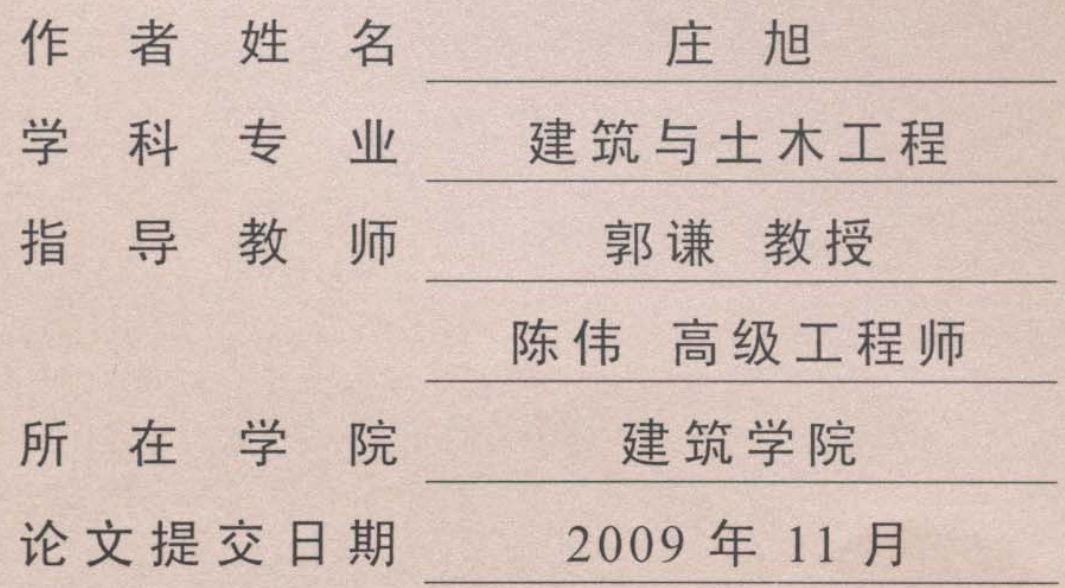 作者姓名 庄旭
学科专业 建筑与土木工程
指导教师 郭谦 教授
陈伟 高级工程师
所在学院 建筑学院
论文提交日期 2009 年 11 月